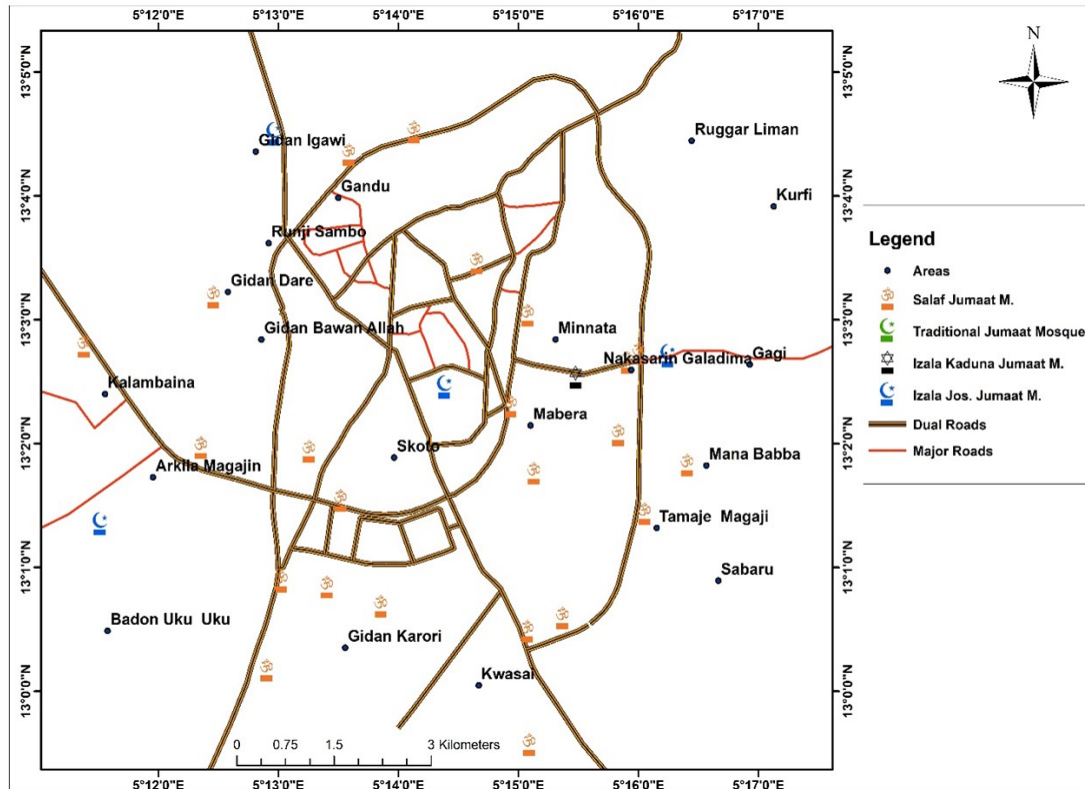 5°12'0"E 5°13'0"E 5°14'0"E 5°15'0"E 5°16'0"E 5°17'0"E
N
13°5'0"N 13°5'0"N
Ruggar Liman
Gidan Igawi
13°4'0"N 13°4'0"N
Gandu
Kurfi
Runji Sambo
Gidan Dare
13°3'0"N 13°3'0"N
Gidan Bawan Allah
Minnata
Nakasarin Galadima
Gagi
Kalambaina
Mabera
13°2'0"N 13°2'0"N
Skoto
Arklla Magajin
Mana Babba
Tamaje Magaji
13°1'0"N 13°1'0"N
Sabaru
Badon Uku Uku
Gidan Karori
13°0'0"N 13°0'0"N
Kwasai
0 0.75 1.5 3 Kilometers
5°12'0"E 5°13'0"E 5°14'0"E 5°15'0"E 5°16'0"E 5°17'0"E
Legend
Areas
Salaf Jumaat M.
Traditional Jumaat Mosque
Izala Kaduna Jumaat M.
Izala Jos. Jumaat M.
Dual Roads
Major Roads